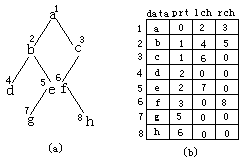 a 1
2 b c 3
4 d 5 e 6 f
7 g 8 h
(a)
data prt lch rch
1 a 0 2 3
2 b 1 4 5
3 c 1 6 0
4 d 2 0 0
5 e 2 7 0
6 f 3 0 8
7 g 5 0 0
8 h 6 0 0
(b)